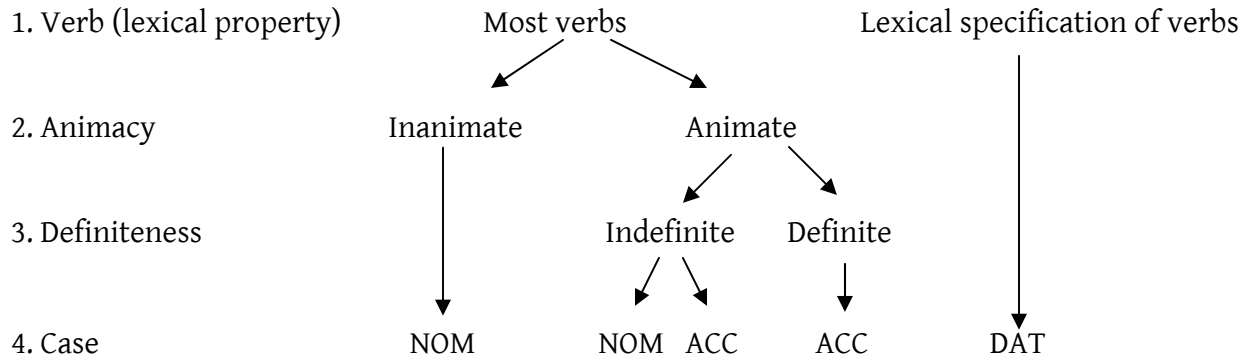 1. Verb (lexical property) Most verbs Lexical specification of verbs
2. Animacy Inanimate Animate
3. Definiteness Indefinite Definite
4. Case NOM NOM ACC ACC DAT